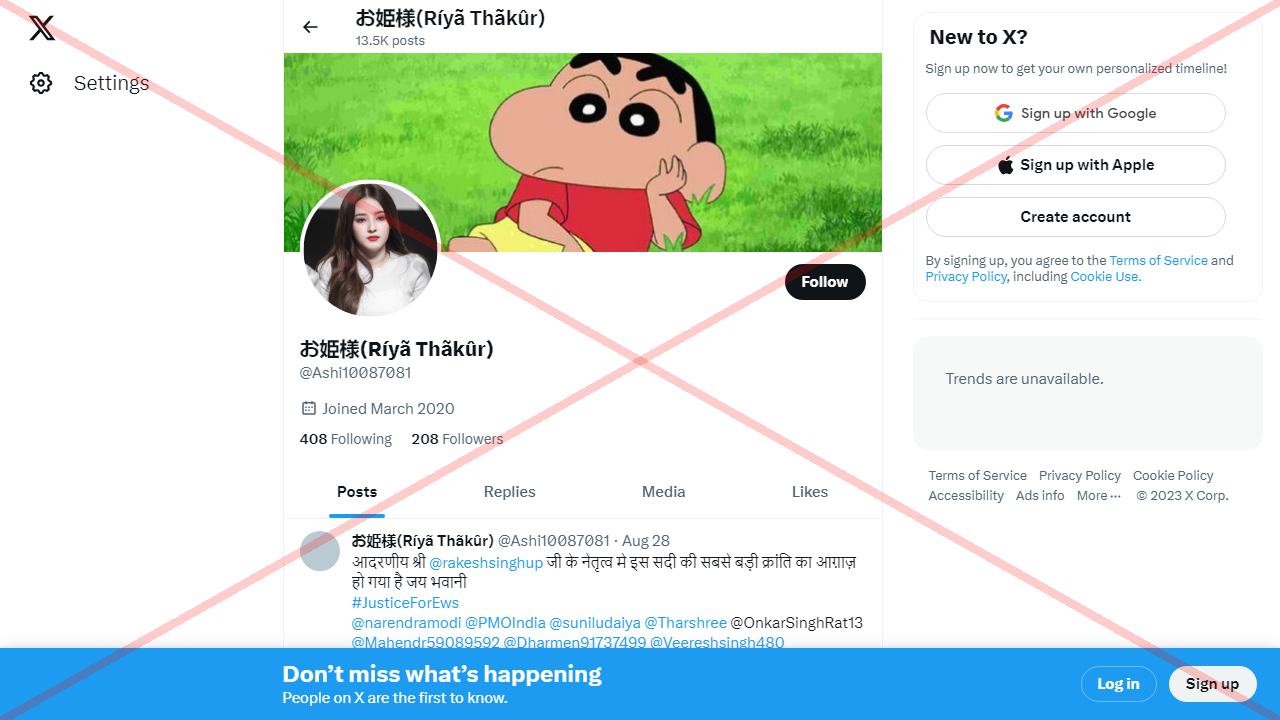 お姫様(Ríyã Thãkûr)
13.5K posts
Settings
お姫様(Ríyã Thãkûr)
@Ashi10087081
Follow
Joined March 2020
408 Following 208 Followers
Posts Replies Media Likes
お姫様(Ríyã Thãkûr) @Ashi10087081 · Aug 28
आदरणीय श्री @rakeshsinghup जी के नेतृत्व मे इस सदी की सबसे बड़ी क्रांति का आग़ाज़
हो गया है जय भवानी
#JusticeForEws
@narendramodi @PMOIndia @suniludaiya @Tharshree @OnkarSinghRat13
@Mahendr59089592 @Dharmen91737499 @Veereshsingh480
New to X?
Sign up now to get your own personalized timeline!
Sign up with Google
Sign up with Apple
Create account
By signing up, you agree to the Terms of Service and
Privacy Policy, including Cookie Use.
Trends are unavailable.
Terms of Service Privacy Policy Cookie Policy
Accessibility Ads info More ··· © 2023 X Corp.
Don’t miss what’s happening
People on X are the first to know.
Log in
Sign up